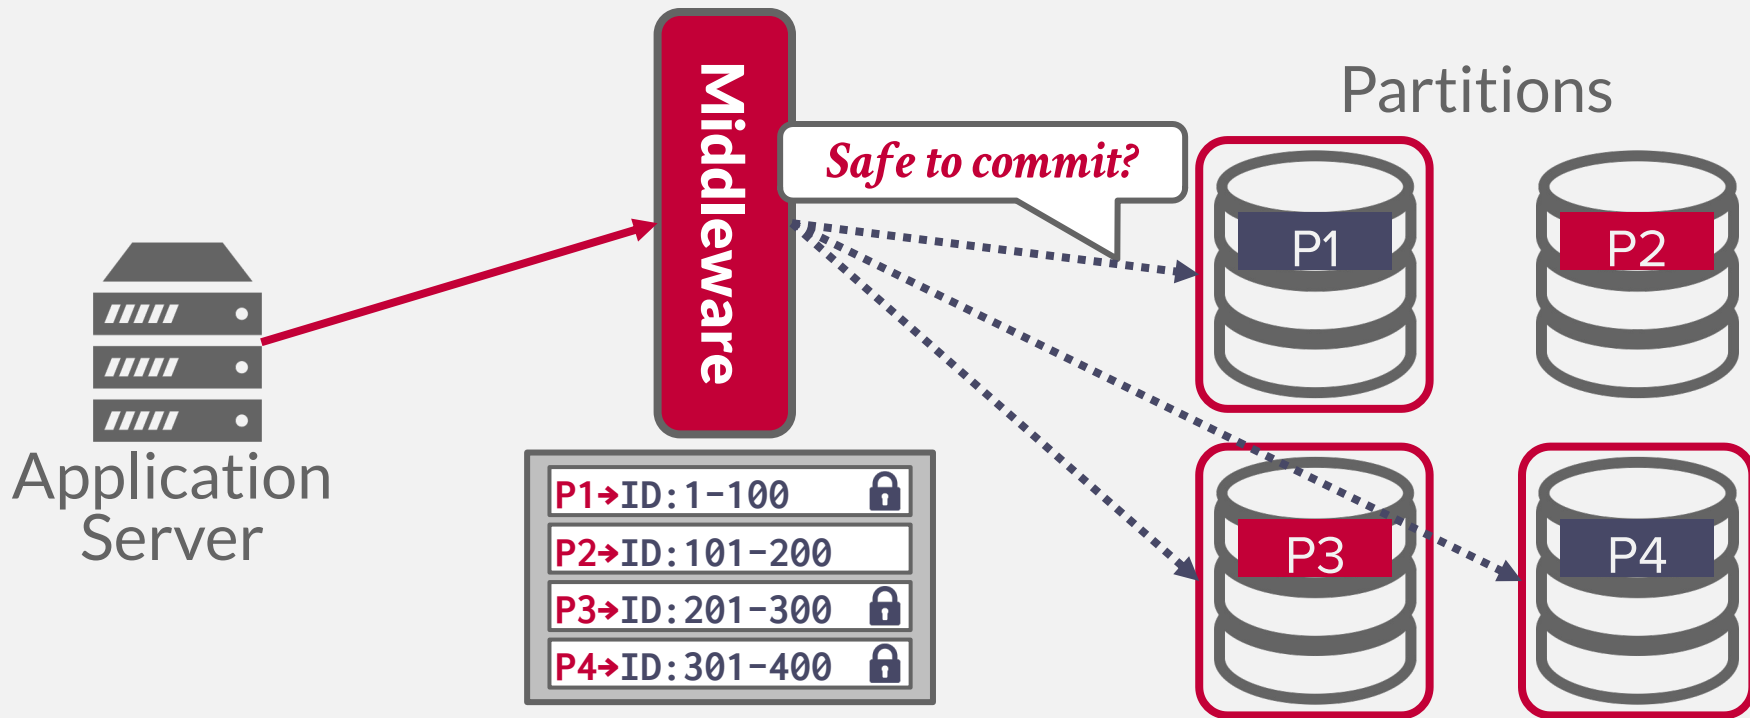 Middleware
Partitions
Safe to commit?
P1
P2
Application
Server
P1→ID:1-100
P2→ID:101-200
P3→ID:201-300
P4→ID:301-400
P3
P4